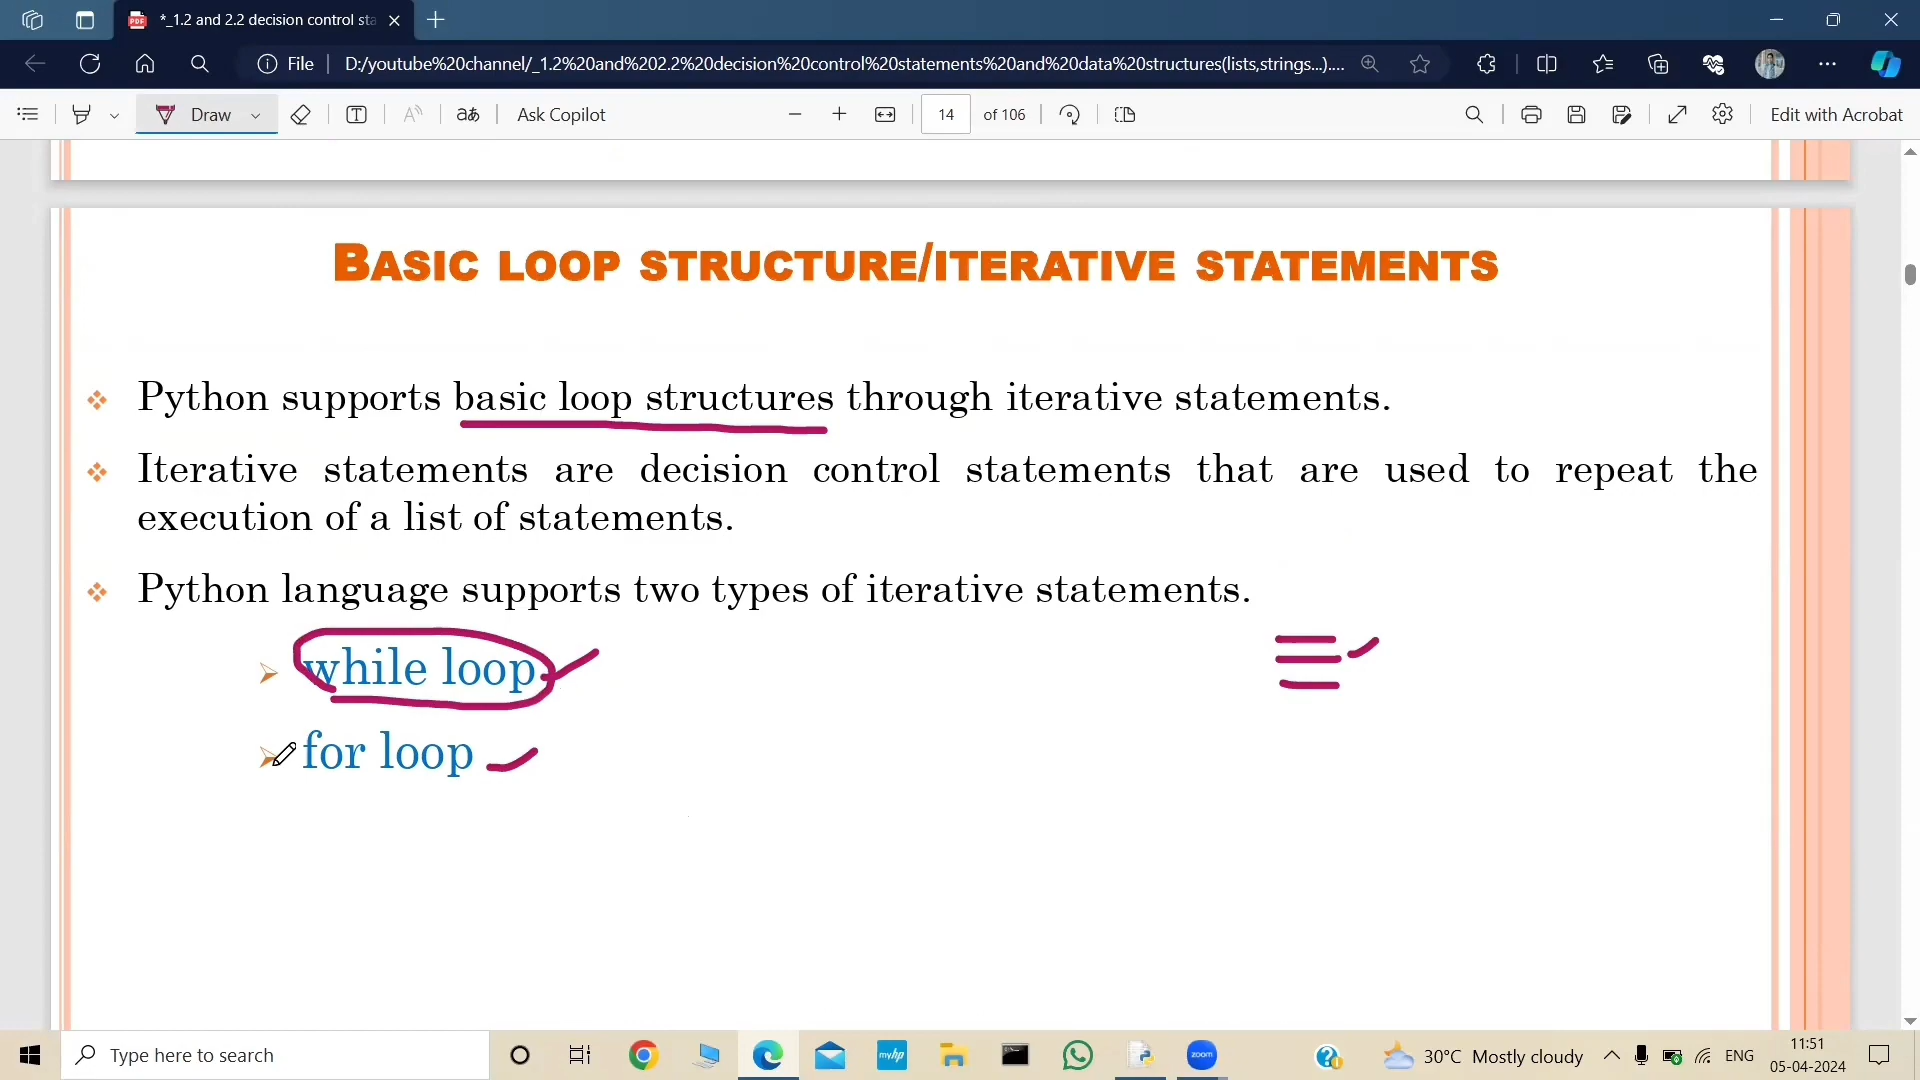 *_1.2 and 2.2 decision control sta
File
D:/youtube%20channel/_1.2%20and%202.2%20decision%20control%20statements%20and%20data%20structures(lists,strings...)....
Draw
aあ
Ask Copilot
14 of 106
Edit with Acrobat
BASIC LOOP STRUCTURE/ITERATIVE STATEMENTS
Python supports basic loop structures through iterative statements.
Iterative statements are decision control statements that are used to repeat the
execution of a list of statements.
Python language supports two types of iterative statements.
while loop
for loop
Type here to search
myhp
zoom
30°C Mostly cloudy
ENG
11:51
05-04-2024